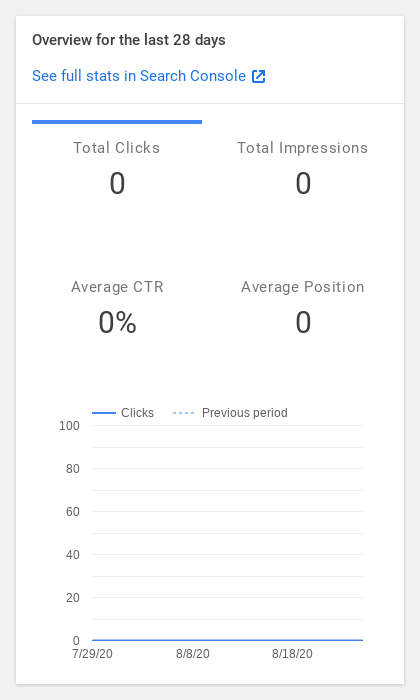 Overview for the last 28 days
See full stats in Search Console
Total Clicks
0
Total Impressions
0
Average CTR
0%
Average Position
0
Clicks
Previous period
100
80
60
40
20
0
7/29/20
8/8/20
8/18/20